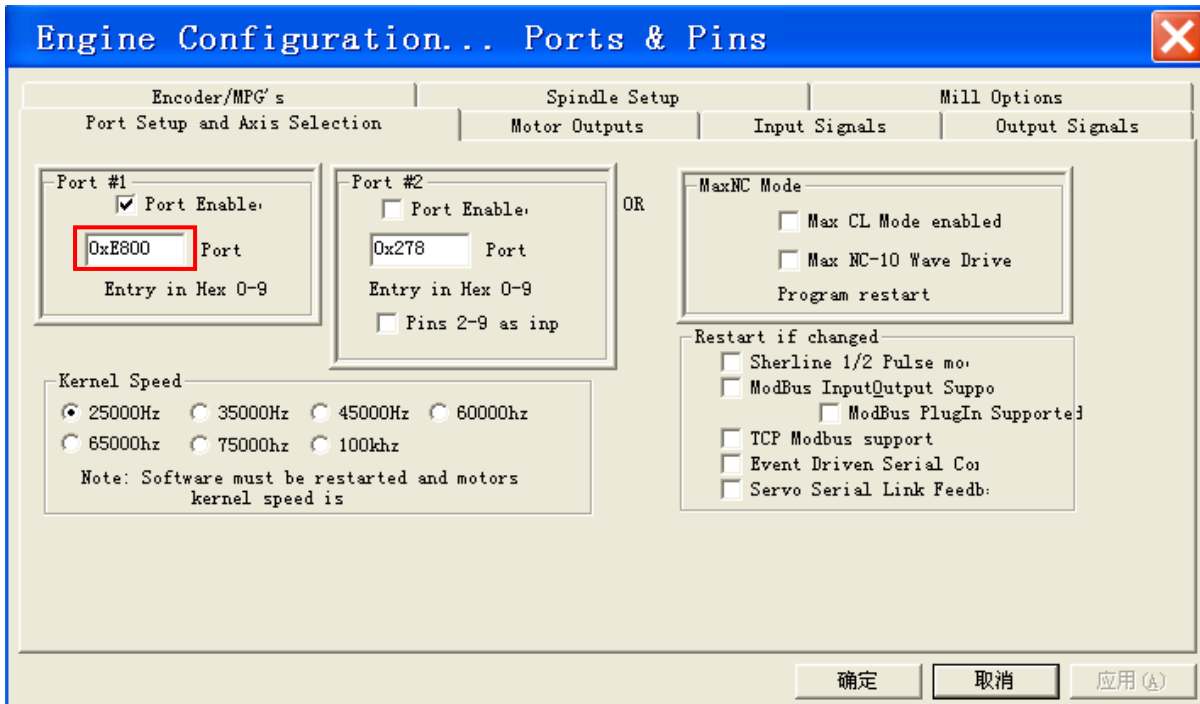 Engine Configuration... Ports & Pins
Encoder/MPG's
Spindle Setup
Mill Options
Port Setup and Axis Selection
Motor Outputs
Input Signals
Output Signals
Port #1
Port Enable
0xE800
Port
Entry in Hex 0-9
Port #2
Port Enable
0x278
Port
Entry in Hex 0-9
Pins 2-9 as inp
OR
MaxNC Mode
Max CL Mode enabled
Max NC-10 Wave Drive
Program restart
Restart if changed
Sherline 1/2 Pulse mo
ModBus InputOutput Suppo
ModBus PlugIn Supported
TCP Modbus support
Event Driven Serial Co
Servo Serial Link Feedb
Kernel Speed
25000Hz
35000Hz
45000Hz
60000hz
65000hz
75000hz
100khz
Note: Software must be restarted and motors
kernel speed is
确定
取消
应用(A)